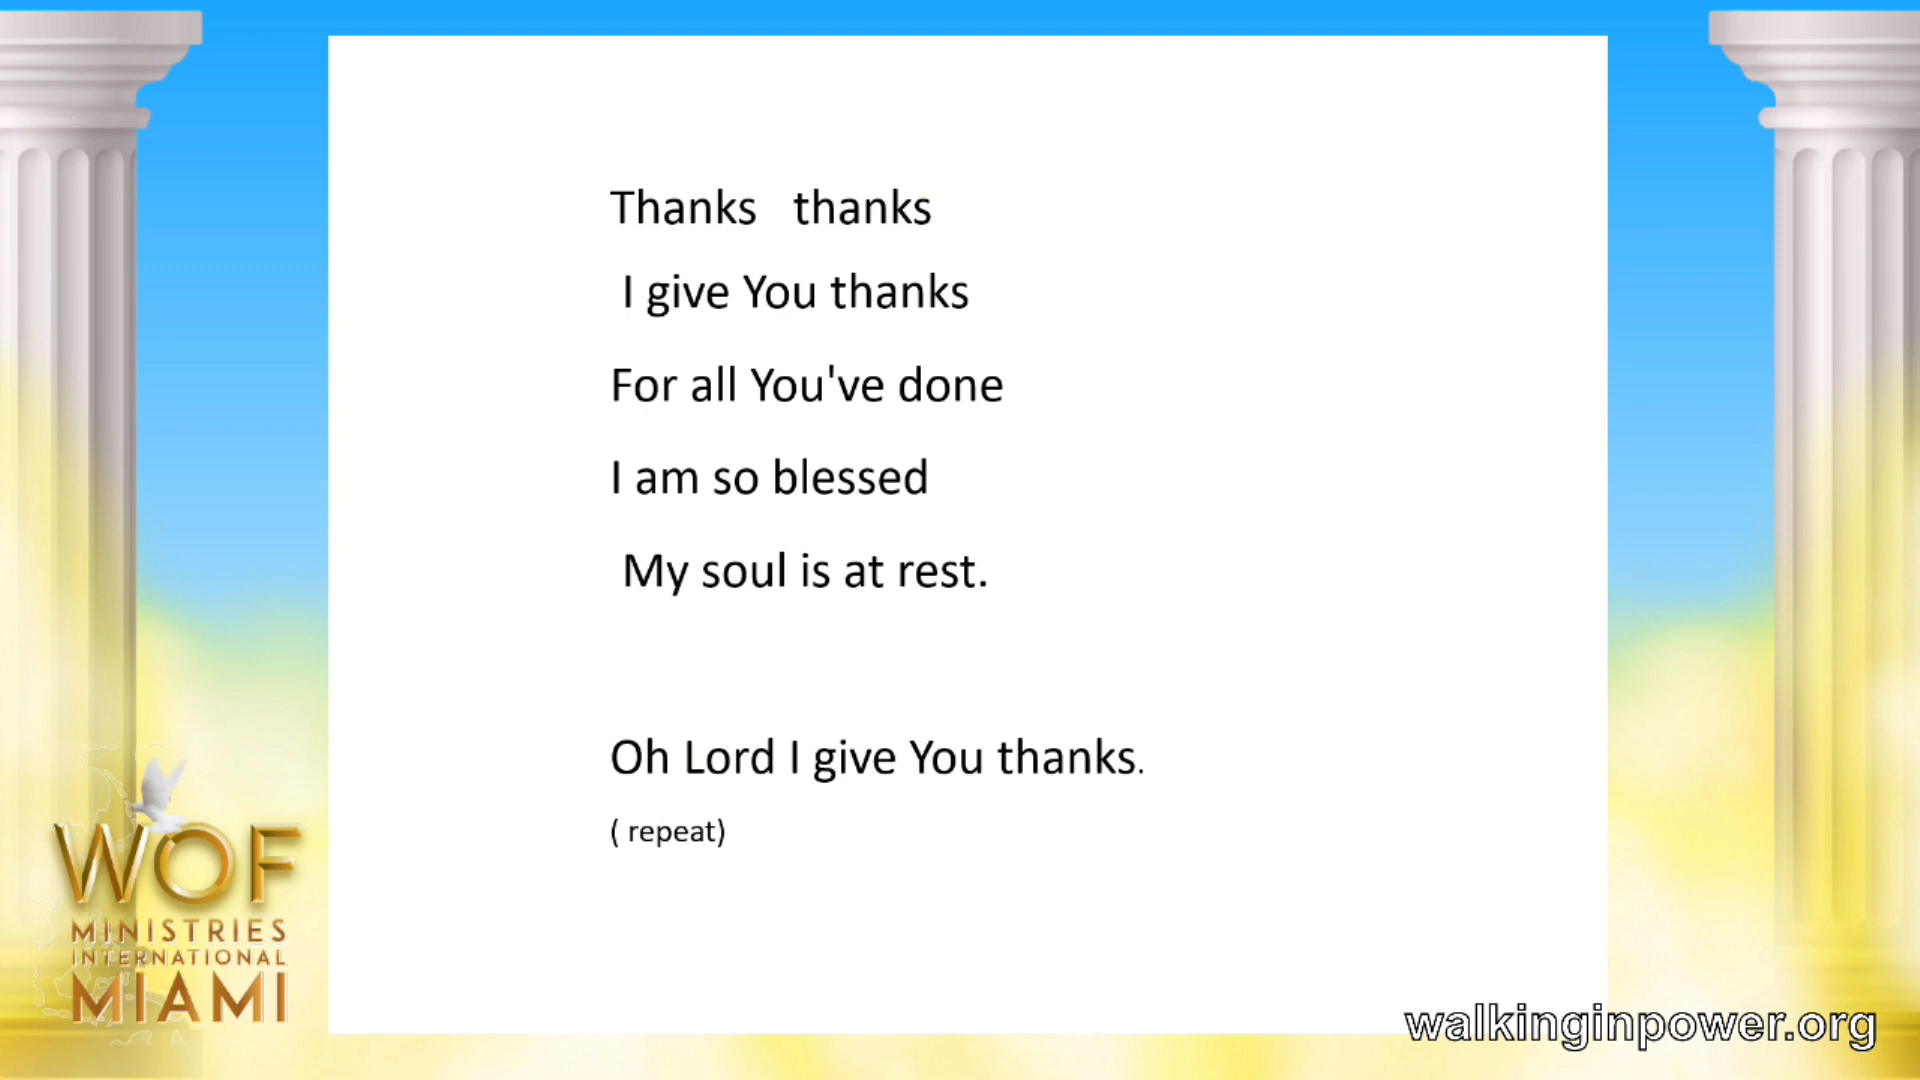 Thanks   thanks
I give You thanks
For all You've done
I am so blessed
My soul is at rest.
Oh Lord I give You thanks.
( repeat)
WOF
MINISTRIES
INTERNATIONAL
MIAMI
walkinginpower.org